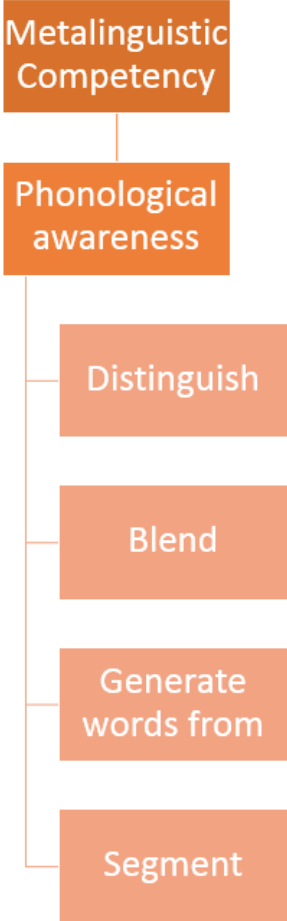 Metalinguistic
Competency
Phonological
awareness
Distinguish
Blend
Generate
words from
Segment